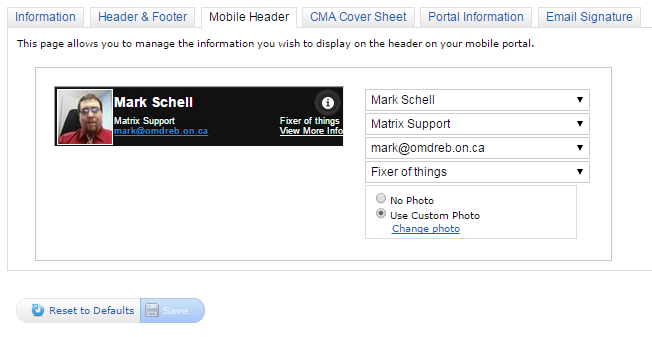 Information Header & Footer Mobile Header CMA Cover Sheet Portal Information Email Signature
This page allows you to manage the information you wish to display on the header on your mobile portal.
Mark Schell
Matrix Support Fixer of things
mark@omdreb.on.ca View More Info
Mark Schell
Matrix Support
mark@omdreb.on.ca
Fixer of things
No Photo
Use Custom Photo
Change photo
Reset to Defaults Save